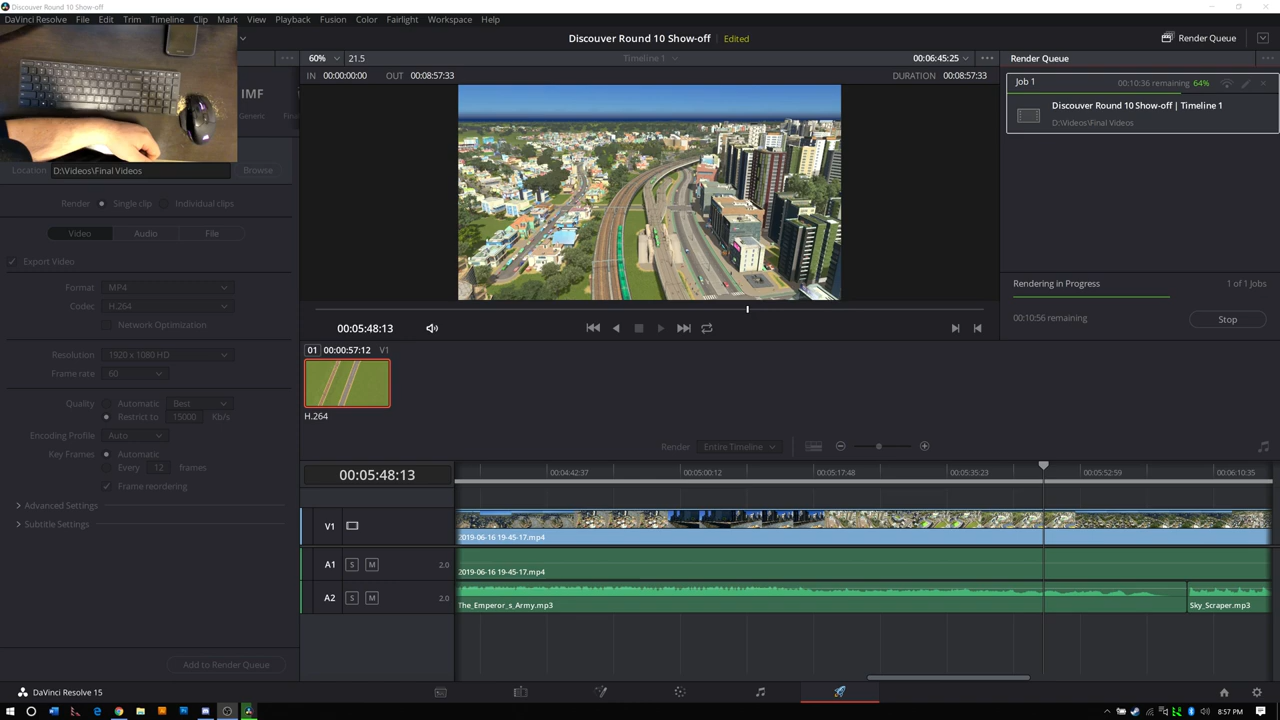 Discouver Round 10 Show-off
DaVinci Resolve File Edit Trim Timeline Clip Mark View Playback Fusion Color Fairlight Workspace Help
Discouver Round 10 Show-off Edited
Render Queue
60% 21.5 Timeline 1 00:06:45:25
Render Queue
IN 00:00:00:00 OUT 00:08:57:33 DURATION 00:08:57:33
Job 1 00:10:36 remaining 64%
Discouver Round 10 Show-off | Timeline 1
D:\Videos\Final Videos
IMF
Generic
Location D:\Videos\Final Videos Browse
Render Single clip Individual clips
Video Audio File
Export Video
Format MP4
Codec H.264
Network Optimization
Resolution 1920 x 1080 HD
Frame rate 60
Quality Automatic Best
Restrict to 15000 Kb/s
Encoding Profile Auto
Key Frames Automatic
Every 12 frames
Frame reordering
Advanced Settings
Subtitle Settings
Add to Render Queue
Rendering in Progress 1 of 1 Jobs
00:10:56 remaining Stop
00:05:48:13
01 00:00:57:12 V1
H.264
Render Entire Timeline
00:05:48:13
00:04:42:37 00:05:00:12 00:05:17:48 00:05:35:23 00:05:52:59 00:06:10:35
V1
2019-06-16 19-45-17.mp4
A1 S M 2.0
2019-06-16 19-45-17.mp4
A2 S M 2.0
The_Emperor_s_Army.mp3 Sky_Scraper.mp3
DaVinci Resolve 15
8:57 PM